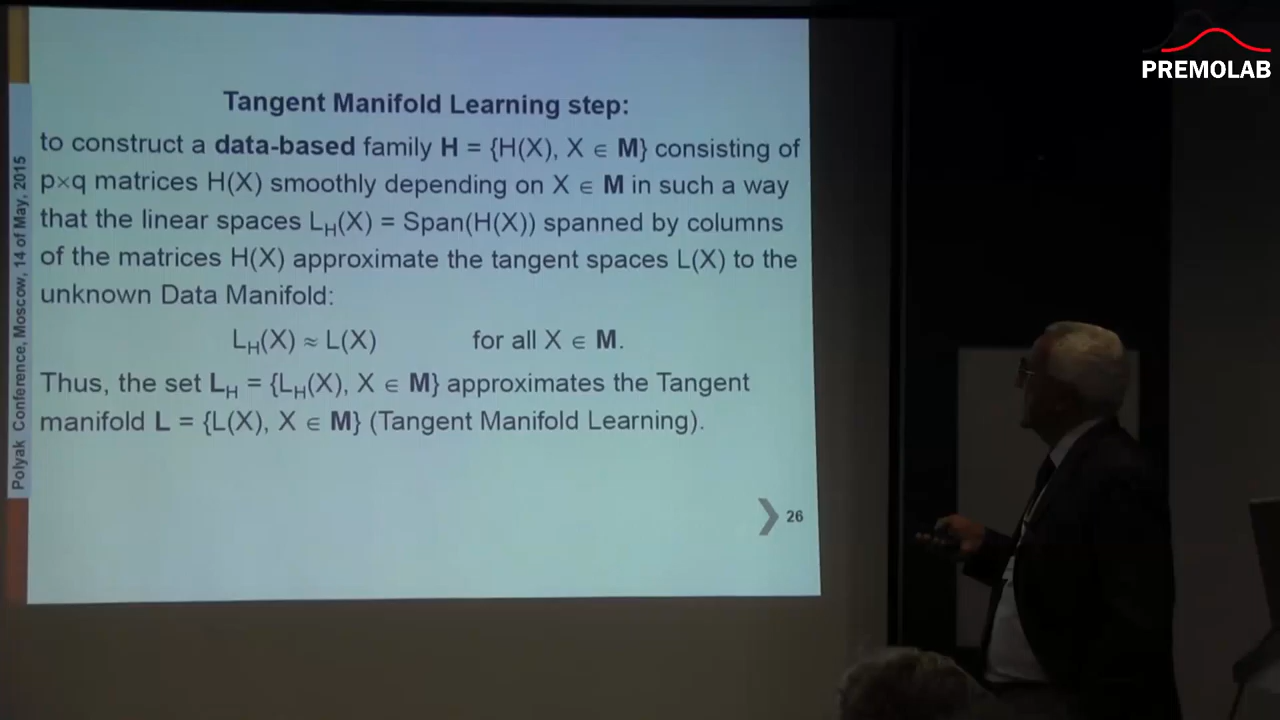 PREMOLAB
Polyak Conference, Moscow, 14 of May, 2015
Tangent Manifold Learning step:
to construct a data-based family H = {H(X), X ∈ M} consisting of
p×q matrices H(X) smoothly depending on X ∈ M in such a way
that the linear spaces L_H(X) = Span(H(X)) spanned by columns
of the matrices H(X) approximate the tangent spaces L(X) to the
unknown Data Manifold:
L_H(X) ≈ L(X) for all X ∈ M.
Thus, the set L_H = {L_H(X), X ∈ M} approximates the Tangent
manifold L = {L(X), X ∈ M} (Tangent Manifold Learning).
26